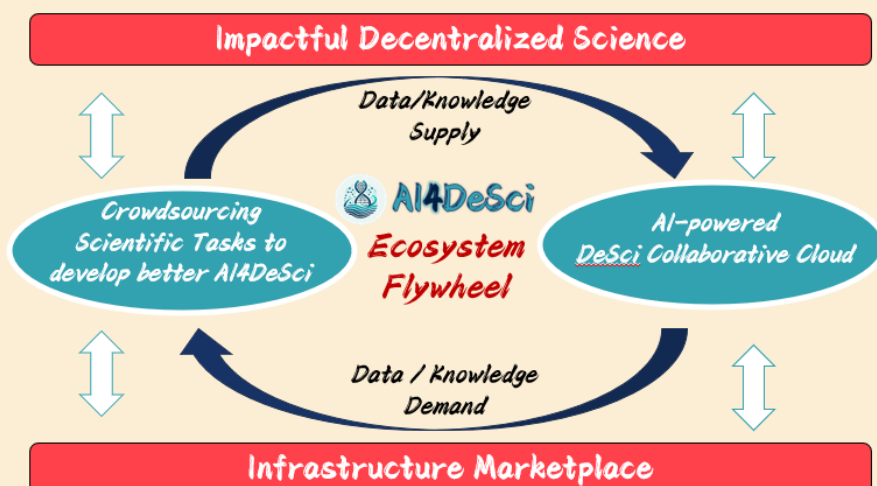 Impactful Decentralized Science
Data/Knowledge
Supply
Crowdsourcing
Scientific Tasks to
develop better AI4DeSci
AI4DeSci
Ecosystem
Flywheel
AI-powered
DeSci Collaborative Cloud
Data / Knowledge
Demand
Infrastructure Marketplace